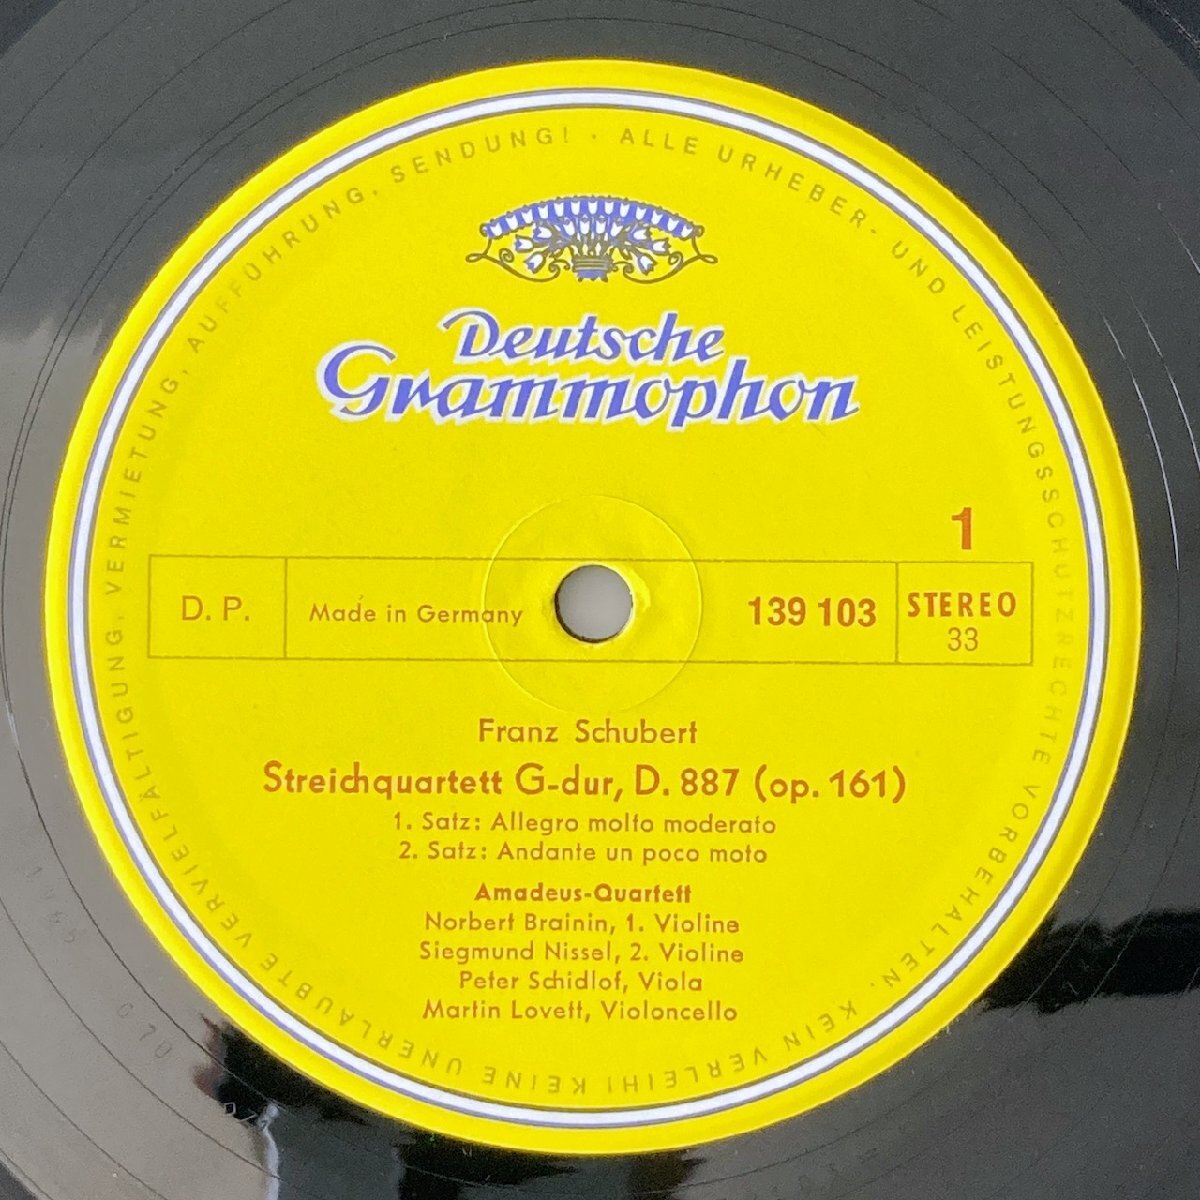 ALLE URHEBER- UND LEISTUNGSSCHUTZRECHTE VORBEHALTEN. KEIN VERLEIH! KEINE UNERLAUBTE VERVIELFÄLTIGUNG, VERMIETUNG, AUFFÜHRUNG, SENDUNG! ·
Deutsche
Grammophon
1
D. P.
Made in Germany
139 103
STEREO
33
Franz Schubert
Streichquartett G-dur, D. 887 (op. 161)
1. Satz: Allegro molto moderato
2. Satz: Andante un poco moto
Amadeus-Quartett
Norbert Brainin, 1. Violine
Siegmund Nissel, 2. Violine
Peter Schidlof, Viola
Martin Lovett, Violoncello